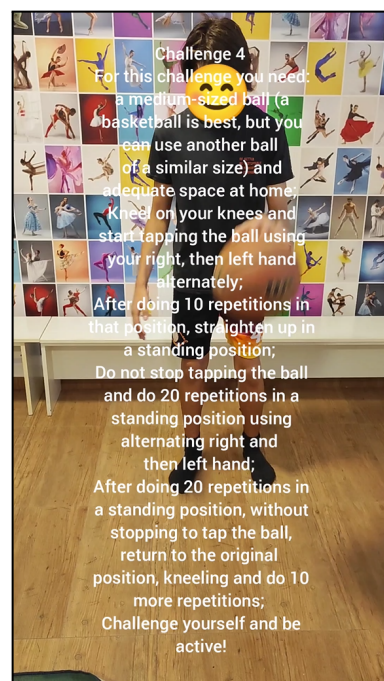 Challenge 4
For this challenge you need:
a medium-sized ball (a
basketball is best, but you
can use another ball
of a similar size) and
adequate space at home;
Kneel on your knees and
start tapping the ball using
your right, then left hand
alternately;
After doing 10 repetitions in
that position, straighten up in
a standing position;
Do not stop tapping the ball
and do 20 repetitions in a
standing position using
alternating right and
then left hand;
After doing 20 repetitions in
a standing position, without
stopping to tap the ball,
return to the original
position, kneeling and do 10
more repetitions;
Challenge yourself and be
active!